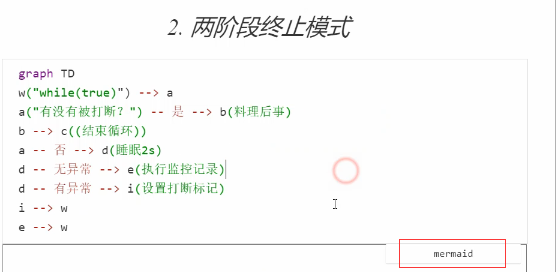 2. 两阶段终止模式
graph TD
w("while(true)") --> a
a("有没有被打断？") -- 是 --> b(料理后事)
b --> c((结束循环))
a -- 否 --> d(睡眠2s)
d -- 无异常 --> e(执行监控记录)
d -- 有异常 --> i(设置打断标记)
i --> w
e --> w
mermaid